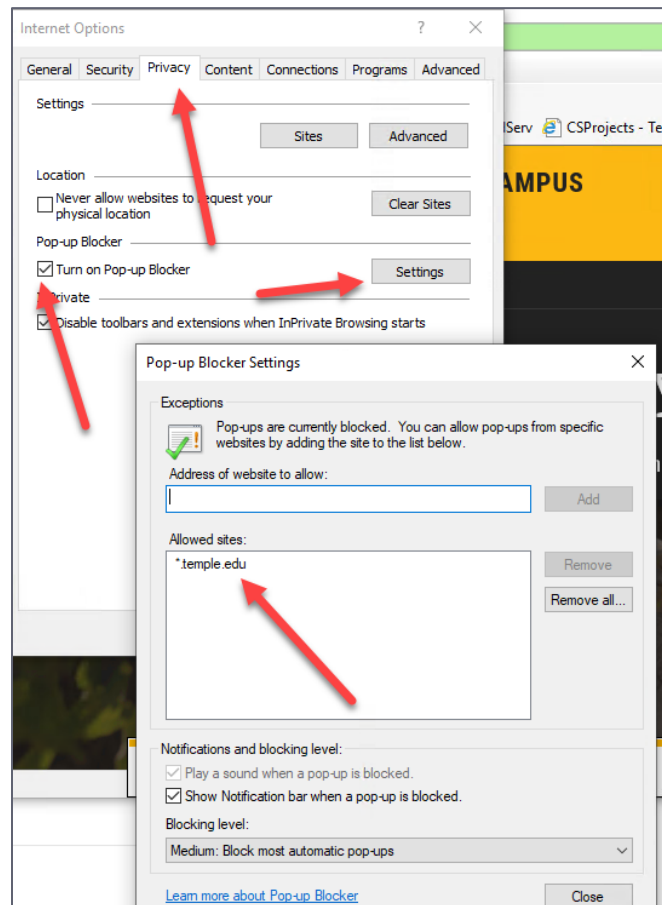 Internet Options ?
General Security Privacy Content Connections Programs Advanced
Settings
Sites Advanced
lServ CSProjects - Te
AMPUS
Location
Never allow websites to request your
physical location
Clear Sites
Pop-up Blocker
Turn on Pop-up Blocker
Settings
InPrivate
Disable toolbars and extensions when InPrivate Browsing starts
Pop-up Blocker Settings
Exceptions
Pop-ups are currently blocked. You can allow pop-ups from specific
websites by adding the site to the list below.
Address of website to allow:
Add
Allowed sites:
*.temple.edu
Remove
Remove all...
Notifications and blocking level:
Play a sound when a pop-up is blocked.
Show Notification bar when a pop-up is blocked.
Blocking level:
Medium: Block most automatic pop-ups
Learn more about Pop-up Blocker
Close